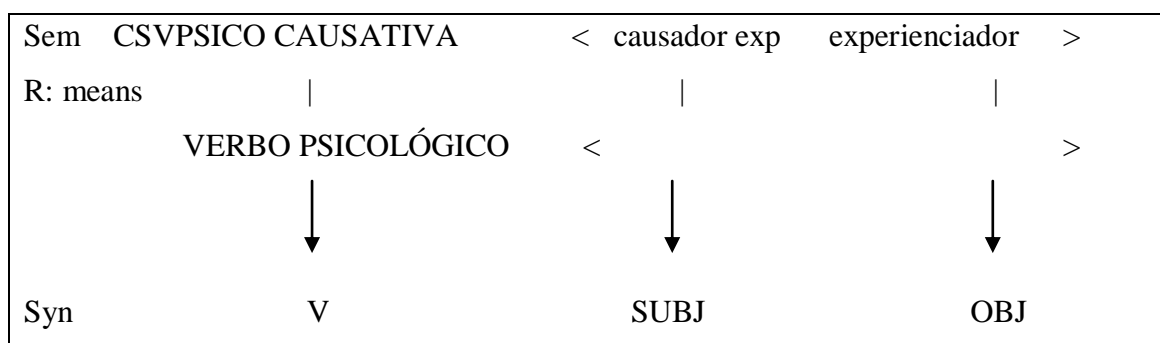 Sem CSVPSICO CAUSATIVA < causador exp experienciador >
R: means | | |
VERBO PSICOLÓGICO < >
Syn V SUBJ OBJ